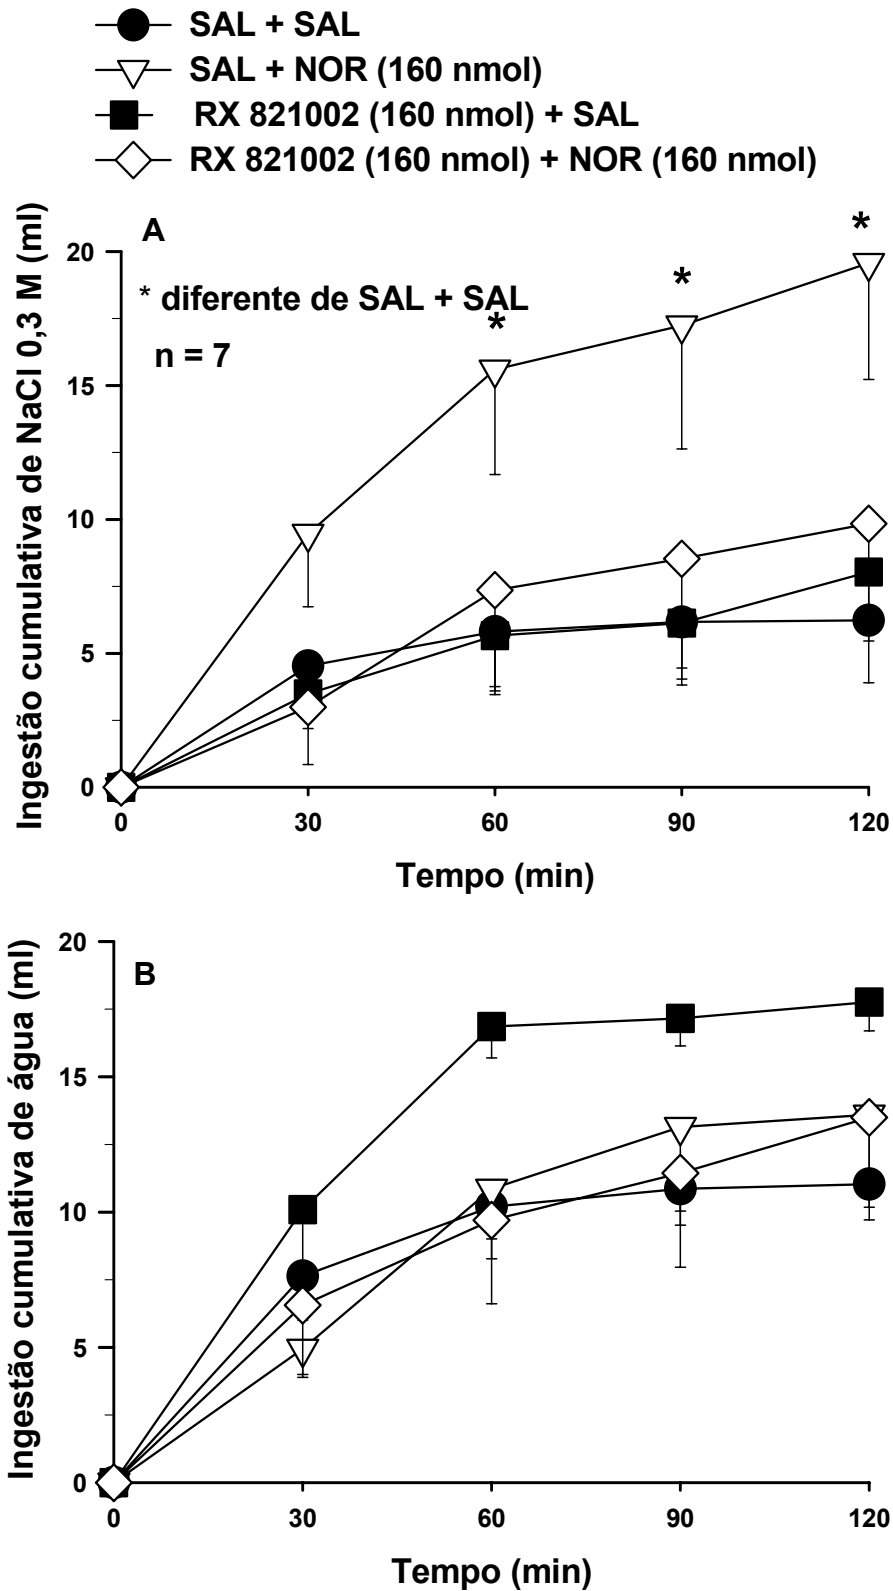 SAL + SAL
SAL + NOR (160 nmol)
RX 821002 (160 nmol) + SAL
RX 821002 (160 nmol) + NOR (160 nmol)
Ingestão cumulativa de NaCl 0,3 M (ml)
A
* diferente de SAL + SAL
n = 7
* * *
20
15
10
5
0
0 30 60 90 120
Tempo (min)
Ingestão cumulativa de água (ml)
B
20
15
10
5
0
0 30 60 90 120
Tempo (min)